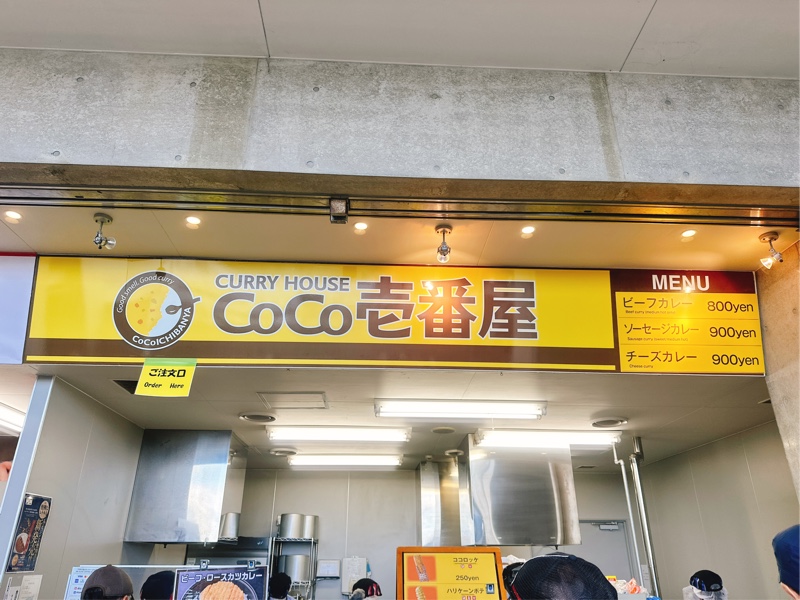 Good smell, Good curry
CoCoICHIBANYA
CURRY HOUSE
CoCo壱番屋
MENU
ビーフカレー 800yen
ソーセージカレー 900yen
チーズカレー 900yen
Cheese curry
ご注文口
Order Here
ビーフ・ロースカツカレー
ココロッケ
250yen
ハリケーンポテト